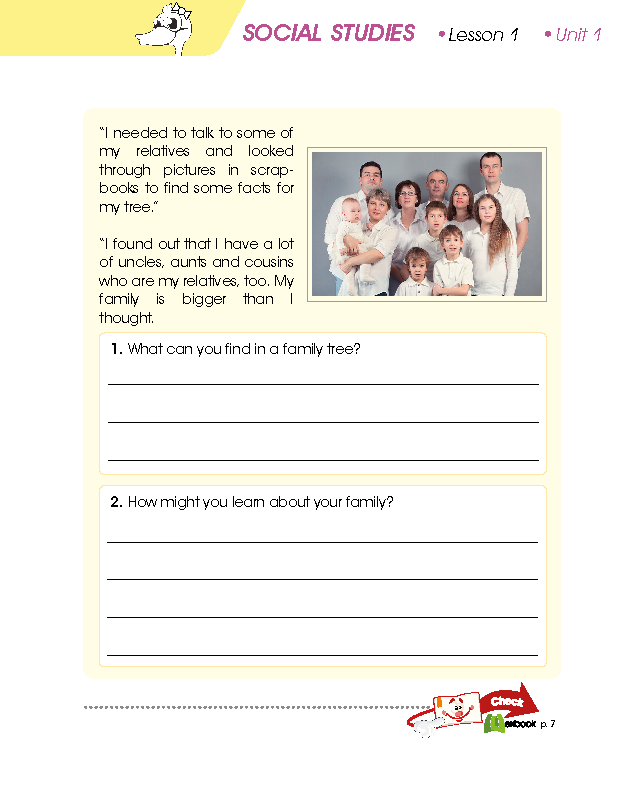 SOCIAL STUDIES • Lesson 1 • Unit 1
“I needed to talk to some of
my relatives and looked
through pictures in scrap-
books to find some facts for
my tree.”
“I found out that I have a lot
of uncles, aunts and cousins
who are my relatives, too. My
family is bigger than I
thought.
1. What can you find in a family tree?
2. How might you learn about your family?
Check
book p. 7